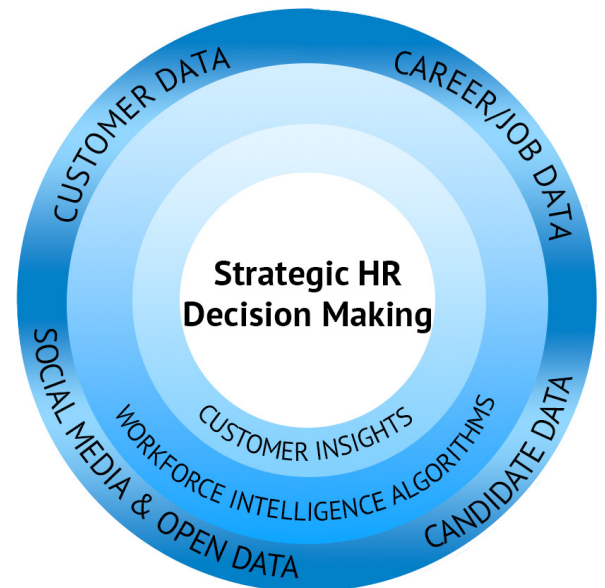 CUSTOMER DATA
CAREER/JOB DATA
Strategic HR
Decision Making
CUSTOMER INSIGHTS
WORKFORCE INTELLIGENCE ALGORITHMS
SOCIAL MEDIA & OPEN DATA
CANDIDATE DATA